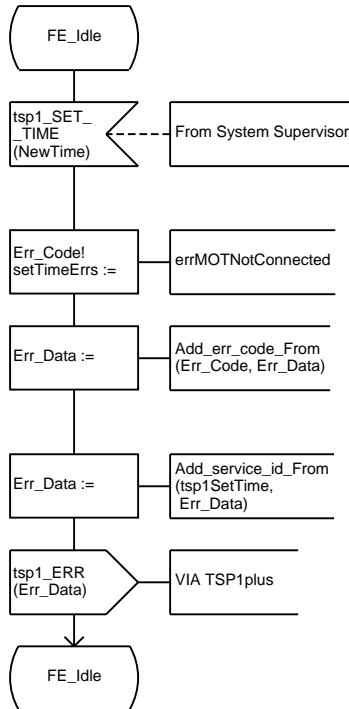 FE_Idle
tsp1_SET_
_TIME
(NewTime)
From System Supervisor
Err_Code!
setTimeErrs :=
errMOTNotConnected
Err_Data :=
Add_err_code_From
(Err_Code, Err_Data)
Err_Data :=
Add_service_id_From
(tsp1SetTime,
Err_Data)
tsp1_ERR
(Err_Data)
VIA TSP1plus
FE_Idle